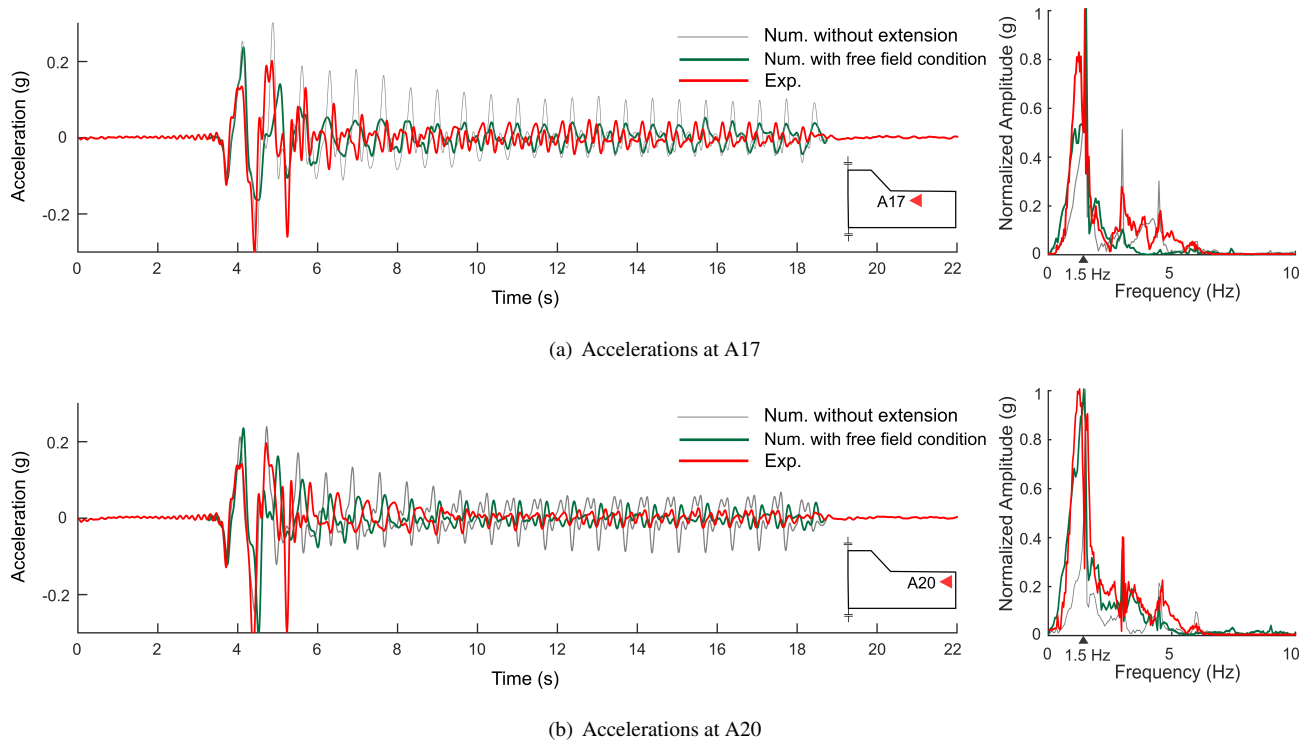 Num. without extension
Num. with free field condition
Exp.
Acceleration (g)
0.2
0
-0.2
A17
0 2 4 6 8 10 12 14 16 18 20 22
Time (s)
Normalized Amplitude (g)
1
0.8
0.6
0.4
0.2
0
0 5 10
1.5 Hz
Frequency (Hz)
(a) Accelerations at A17
Num. without extension
Num. with free field condition
Exp.
Acceleration (g)
0.2
0
-0.2
A20
0 2 4 6 8 10 12 14 16 18 20 22
Time (s)
Normalized Amplitude (g)
1
0.8
0.6
0.4
0.2
0
0 5 10
1.5 Hz
Frequency (Hz)
(b) Accelerations at A20